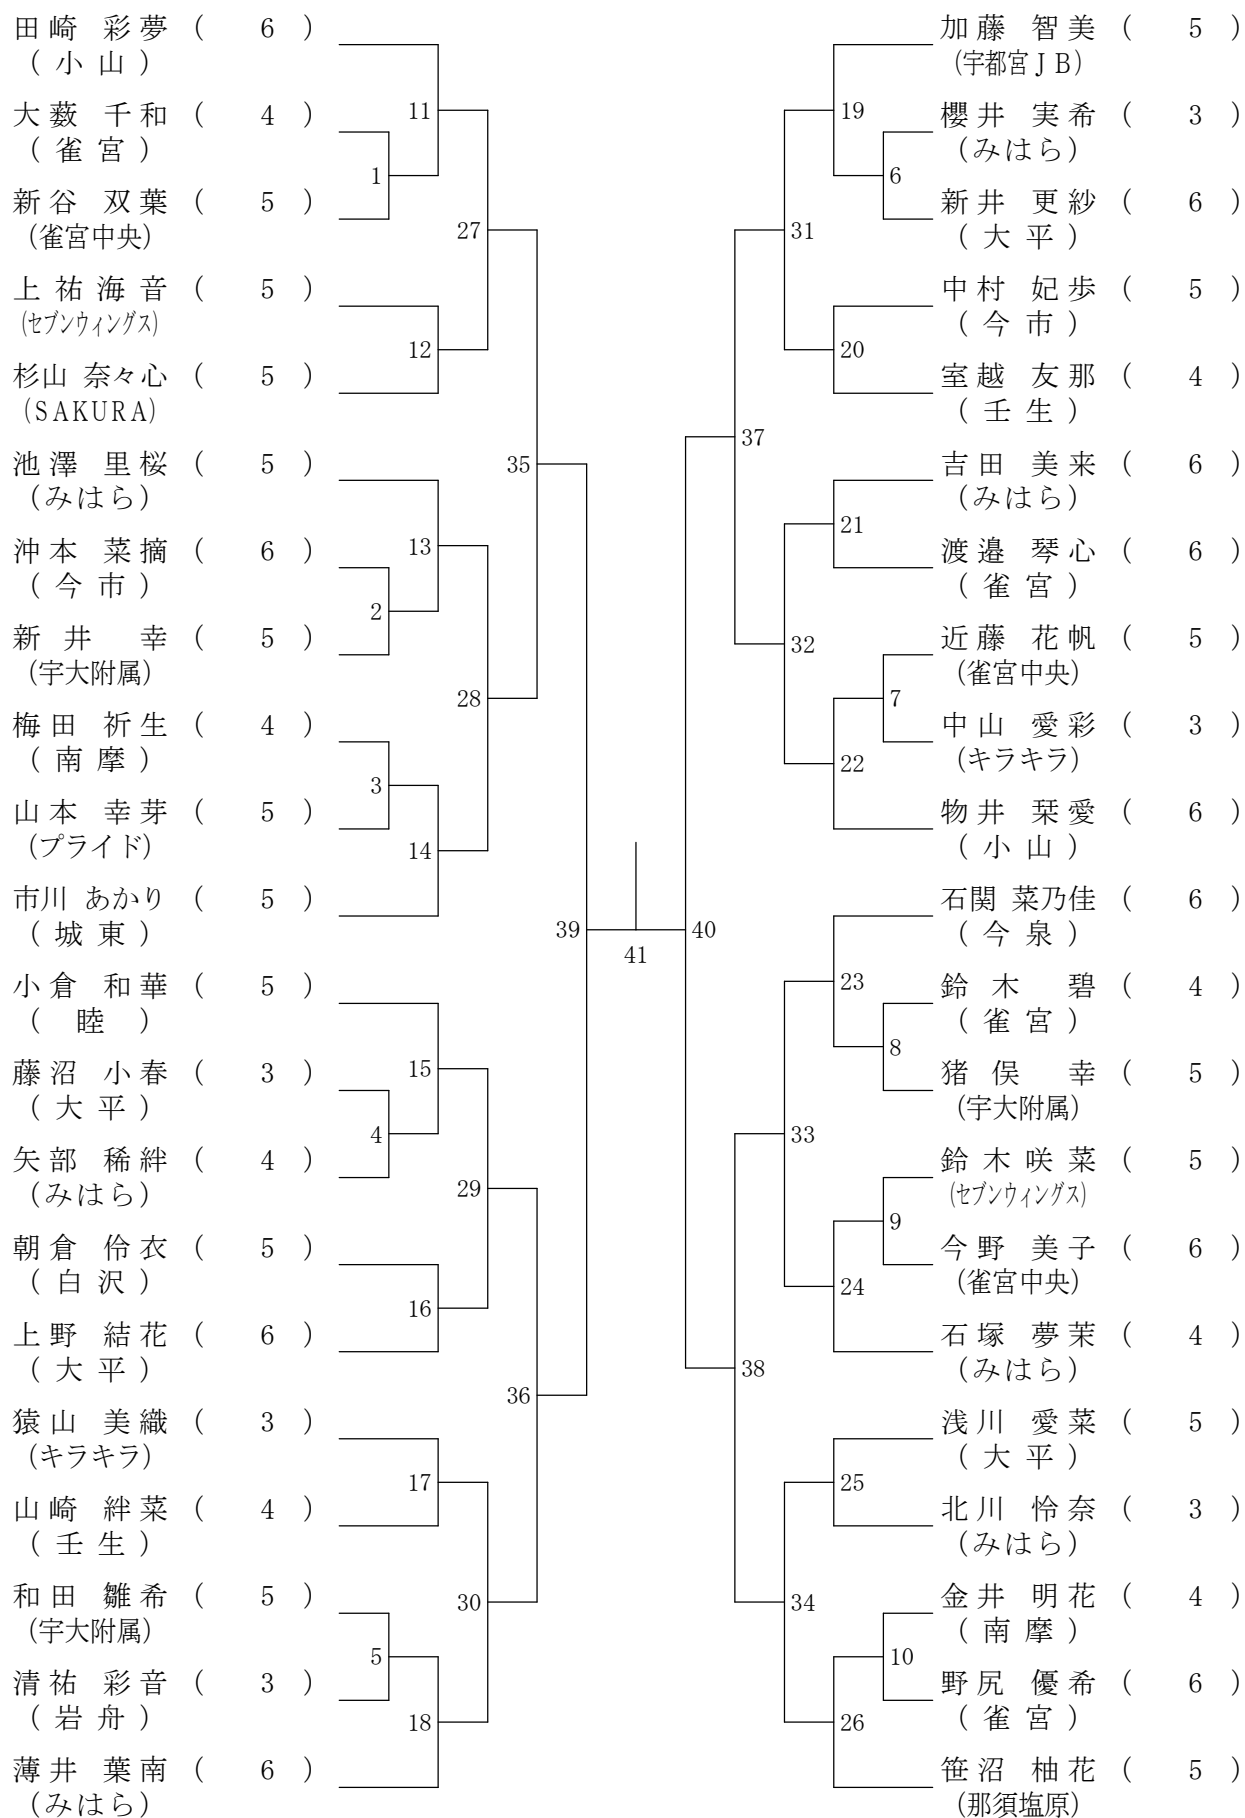 田崎 彩夢 ( 6 )
(小山)
大薮 千和 ( 4 )
(雀宮)
新谷 双葉 ( 5 )
(雀宮中央)
上祐海音 ( 5 )
(セブンウィングス)
杉山 奈々心 ( 5 )
(SAKURA)
池澤 里桜 ( 5 )
(みはら)
沖本 菜摘 ( 6 )
(今市)
新井 幸 ( 5 )
(宇大附属)
梅田 祈生 ( 4 )
(南摩)
山本 幸芽 ( 5 )
(プライド)
市川 あかり ( 5 )
(城東)
小倉 和華 ( 5 )
(睦)
藤沼 小春 ( 3 )
(大平)
矢部 稀絆 ( 4 )
(みはら)
朝倉 伶衣 ( 5 )
(白沢)
上野 結花 ( 6 )
(大平)
猿山 美織 ( 3 )
(キラキラ)
山崎 絆菜 ( 4 )
(壬生)
和田 雛希 ( 5 )
(宇大附属)
清祐 彩音 ( 3 )
(岩舟)
薄井 葉南 ( 6 )
(みはら)
1
2
3
4
5
11
12
13
14
15
16
17
18
27
28
29
30
35
36
39
41
40
37
38
31
32
33
34
19
20
21
22
23
24
25
26
6
7
8
9
10
加藤 智美 ( 5 )
(宇都宮JB)
櫻井 実希 ( 3 )
(みはら)
新井 更紗 ( 6 )
(大平)
中村 妃歩 ( 5 )
(今市)
室越 友那 ( 4 )
(壬生)
吉田 美来 ( 6 )
(みはら)
渡邉 琴心 ( 6 )
(雀宮)
近藤 花帆 ( 5 )
(雀宮中央)
中山 愛彩 ( 3 )
(キラキラ)
物井 栞愛 ( 6 )
(小山)
石関 菜乃佳 ( 6 )
(今泉)
鈴木 碧 ( 4 )
(雀宮)
猪俣 幸 ( 5 )
(宇大附属)
鈴木咲菜 ( 5 )
(セブンウィングス)
今野 美子 ( 6 )
(雀宮中央)
石塚 夢茉 ( 4 )
(みはら)
浅川 愛菜 ( 5 )
(大平)
北川 怜奈 ( 3 )
(みはら)
金井 明花 ( 4 )
(南摩)
野尻 優希 ( 6 )
(雀宮)
笹沼 柚花 ( 5 )
(那須塩原)